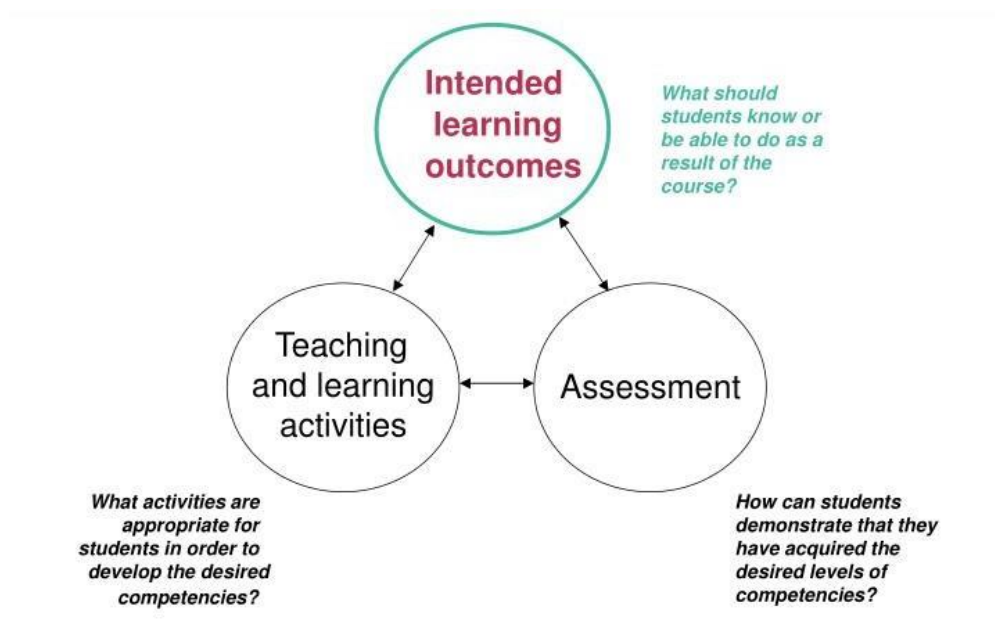 Intended
learning
outcomes
What should
students know or
be able to do as a
result of the
course?
Teaching
and learning
activities
Assessment
What activities are
appropriate for
students in order to
develop the desired
competencies?
How can students
demonstrate that they
have acquired the
desired levels of
competencies?